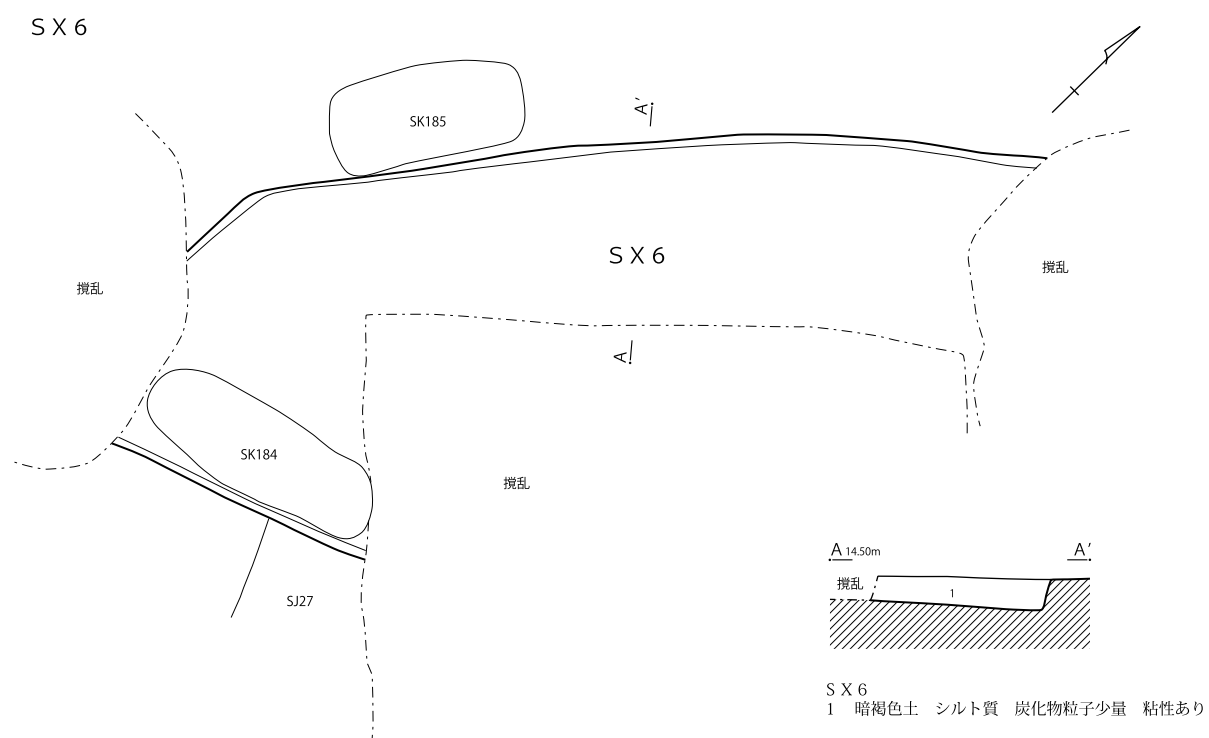 ＳＸ６
SK185
A′
ＳＸ６
撹乱
撹乱
A
SK184
撹乱
SJ27
A 14.50m
A′
撹乱
1
ＳＸ６
1　暗褐色土　シルト質　炭化物粒子少量　粘性あり